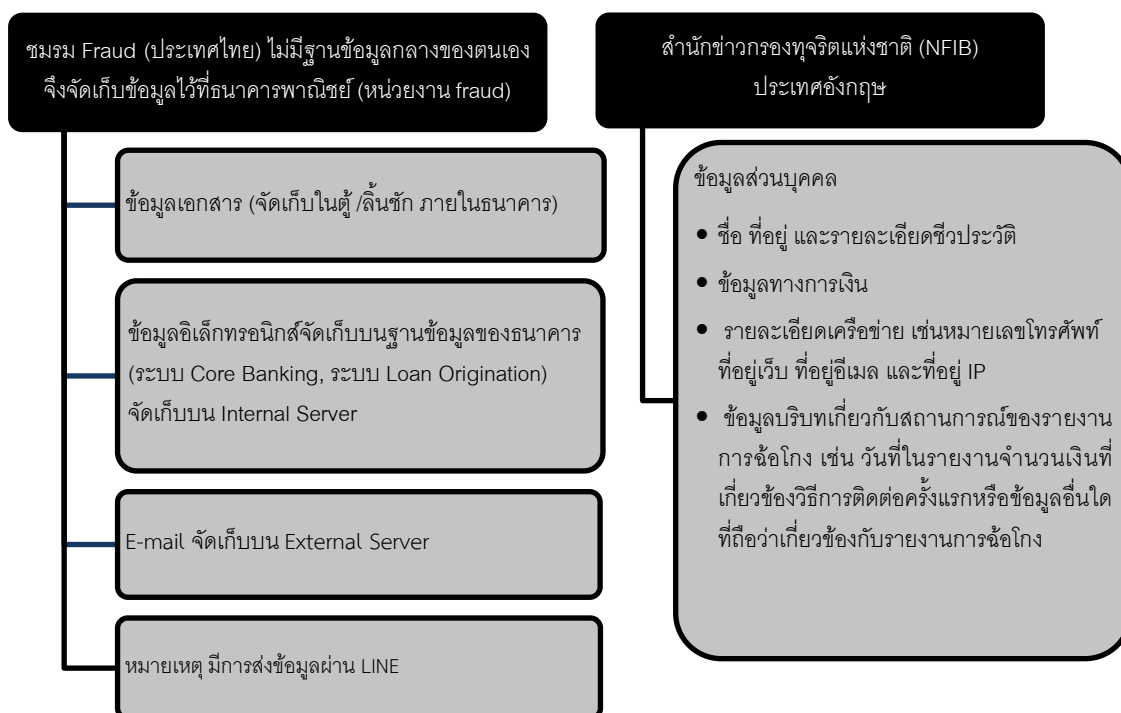 ชมรม Fraud (ประเทศไทย) ไม่มีฐานข้อมูลกลางของตนเอง
จึงจัดเก็บข้อมูลไว้ที่ธนาคารพาณิชย์ (หน่วยงาน fraud)
ข้อมูลเอกสาร (จัดเก็บในตู้ /ลิ้นชัก ภายในธนาคาร)
ข้อมูลอิเล็กทรอนิกส์จัดเก็บบนฐานข้อมูลของธนาคาร
(ระบบ Core Banking, ระบบ Loan Origination)
จัดเก็บบน Internal Server
E-mail จัดเก็บบน External Server
หมายเหตุ มีการส่งข้อมูลผ่าน LINE
สำนักข่าวกรองทุจริตแห่งชาติ (NFIB)
ประเทศอังกฤษ
ข้อมูลส่วนบุคคล
• ชื่อ ที่อยู่ และรายละเอียดชีวประวัติ
• ข้อมูลทางการเงิน
• รายละเอียดเครือข่าย เช่นหมายเลขโทรศัพท์
ที่อยู่เว็บ ที่อยู่อีเมล และที่อยู่ IP
• ข้อมูลบริบทเกี่ยวกับสถานการณ์ของรายงาน
การฉ้อโกง เช่น วันที่ในรายงานจำนวนเงินที่
เกี่ยวข้องวิธีการติดต่อครั้งแรกหรือข้อมูลอื่นใด
ที่ถือว่าเกี่ยวข้องกับรายงานการฉ้อโกง